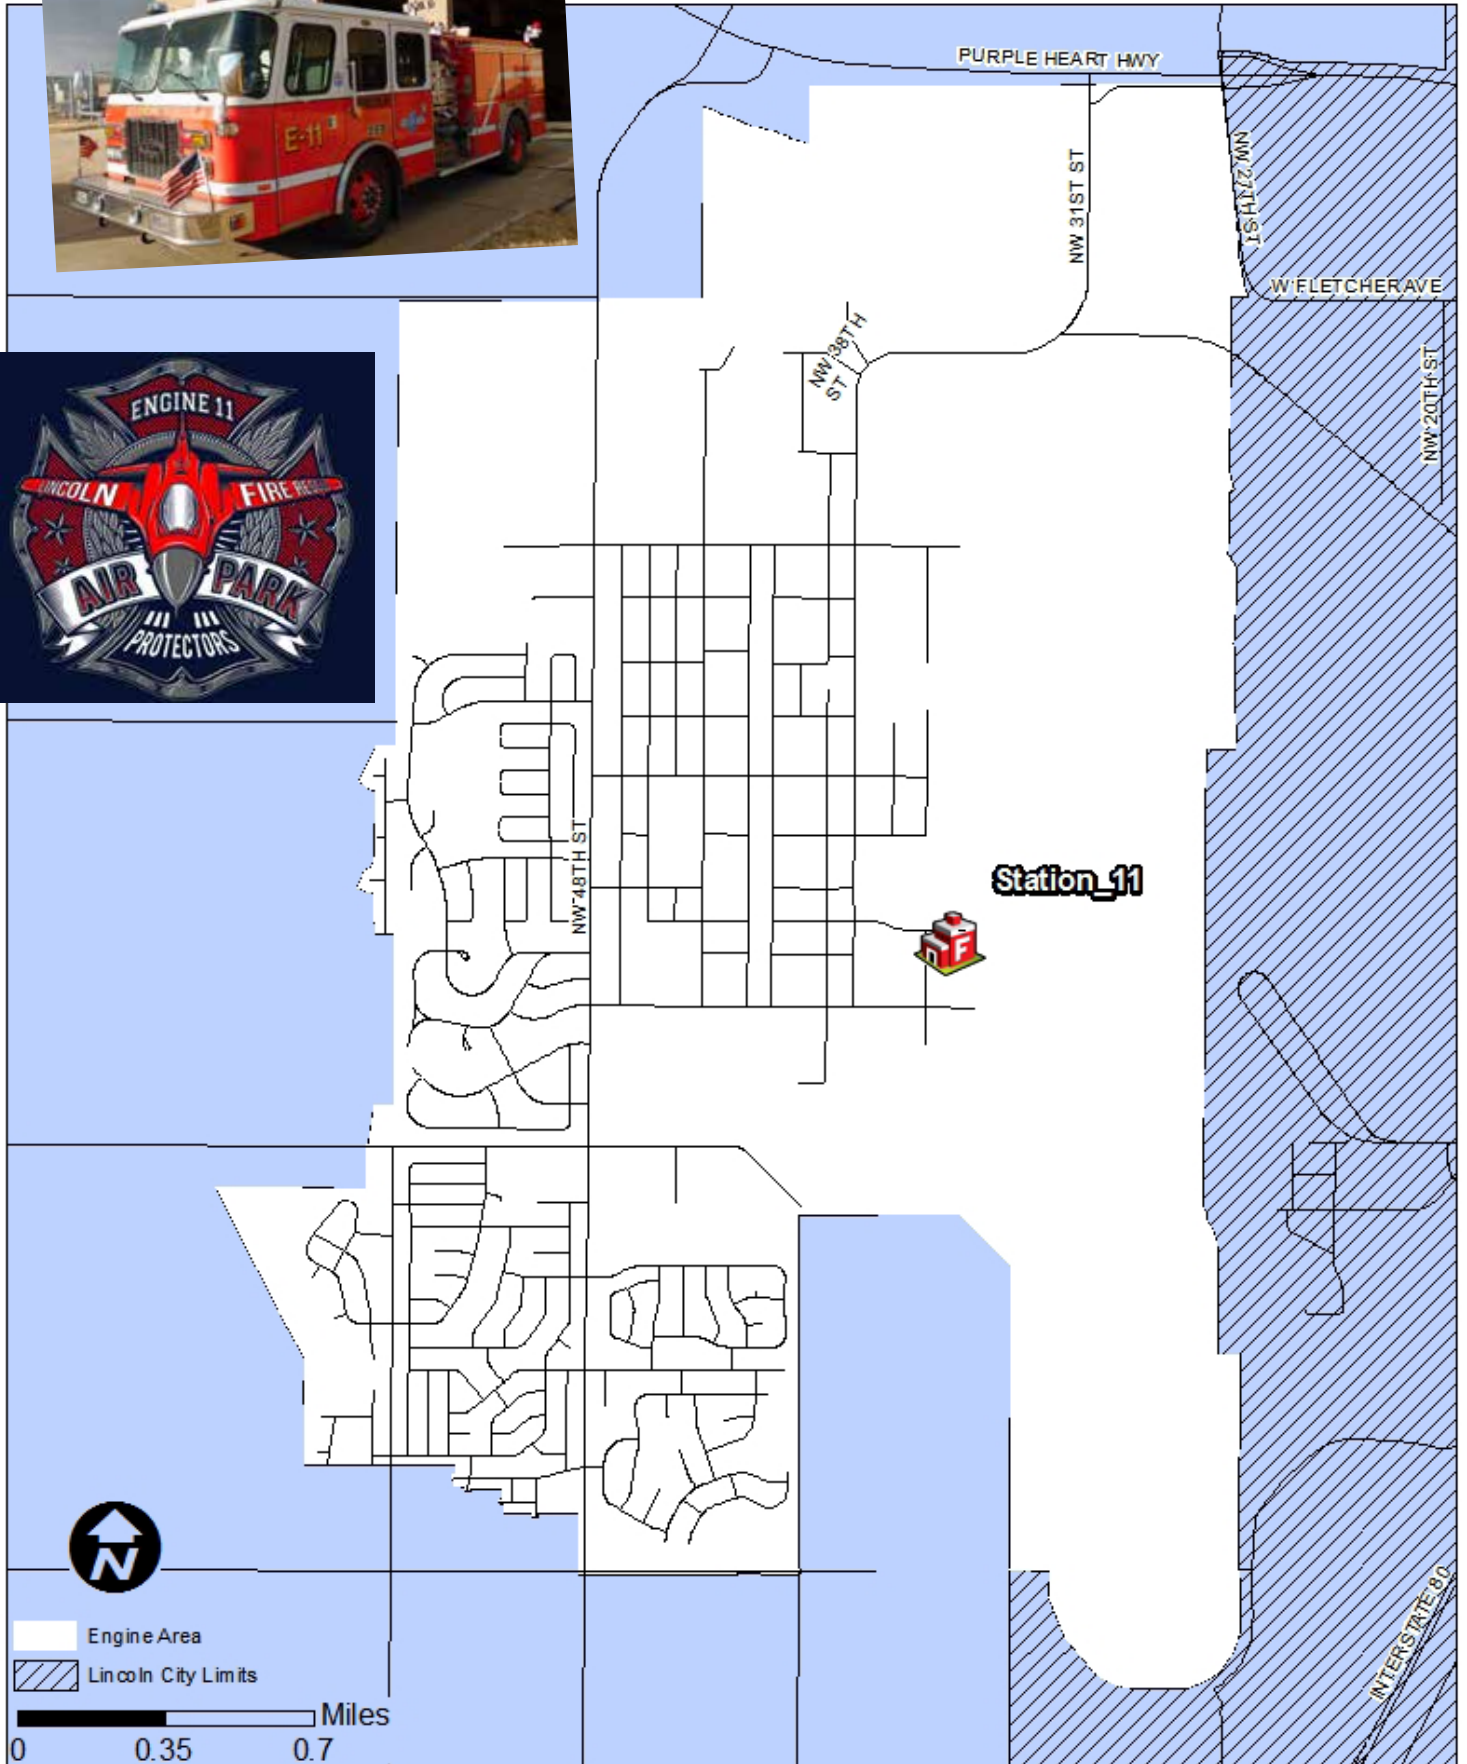 E-11
PURPLE HEART HWY
NW 31ST ST
NW 27TH ST
W FLETCHER AVE
NW 38TH
ST
NW 20TH ST
ENGINE 11
LINCOLN FIRE RESCUE
AIR PARK
PROTECTORS
NW 48TH ST
Station_11
F
N
Engine Area
Lincoln City Limits
Miles
0 0.35 0.7
INTERSTATE 80